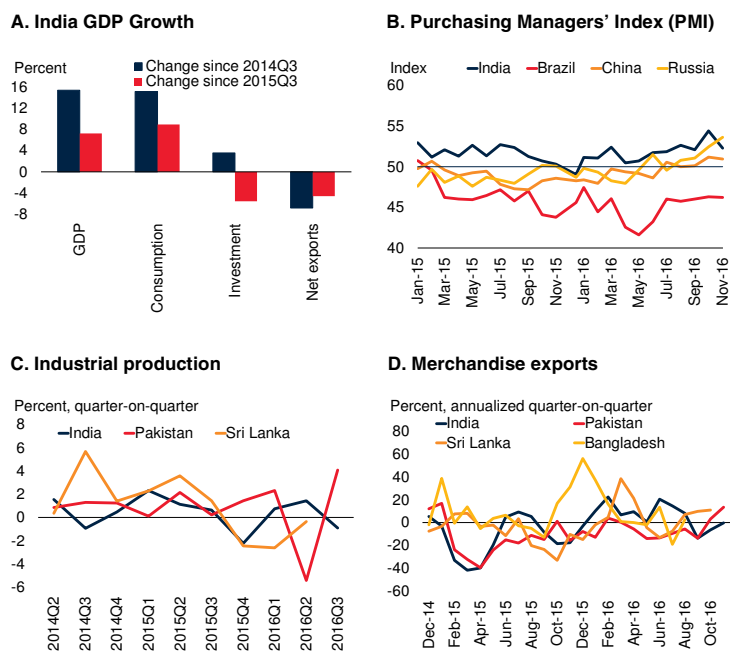 A. India GDP Growth
Percent
Change since 2014Q3
Change since 2015Q3
16
12
8
4
0
-4
-8
GDP
Consumption
Investment
Net exports
B. Purchasing Managers' Index (PMI)
Index
India
Brazil
China
Russia
60
55
50
45
40
Jan-15
Mar-15
May-15
Jul-15
Sep-15
Nov-15
Jan-16
Mar-16
May-16
Jul-16
Sep-16
Nov-16
C. Industrial production
Percent, quarter-on-quarter
India
Pakistan
Sri Lanka
8
6
4
2
0
-2
-4
-6
2014Q2
2014Q3
2014Q4
2015Q1
2015Q2
2015Q3
2015Q4
2016Q1
2016Q2
2016Q3
D. Merchandise exports
Percent, annualized quarter-on-quarter
India
Pakistan
Sri Lanka
Bangladesh
80
60
40
20
0
-20
-40
-60
Dec-14
Feb-15
Apr-15
Jun-15
Aug-15
Oct-15
Dec-15
Feb-16
Apr-16
Jun-16
Aug-16
Oct-16